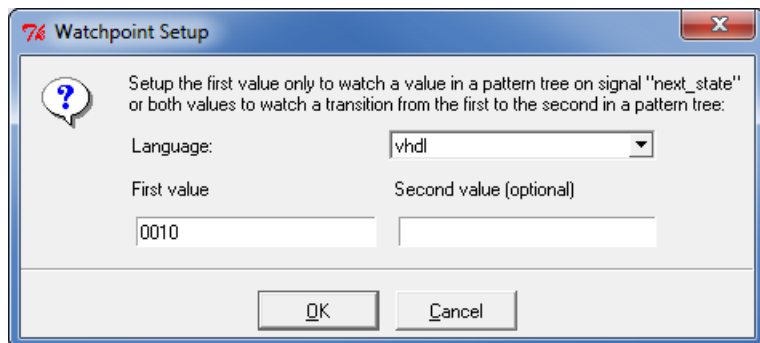 Watchpoint Setup
Setup the first value only to watch a value in a pattern tree on signal "next_state"
or both values to watch a transition from the first to the second in a pattern tree:
Language:
vhdl
First value
Second value (optional)
0010
OK
Cancel